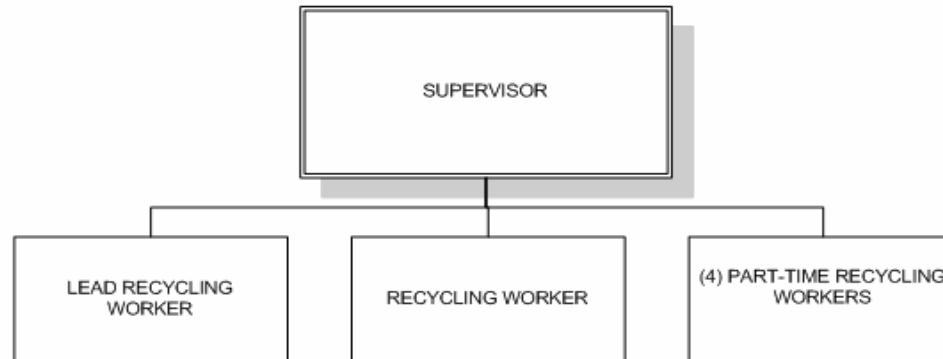 SUPERVISOR
LEAD RECYCLING
WORKER
RECYCLING WORKER
(4) PART-TIME RECYCLING
WORKERS